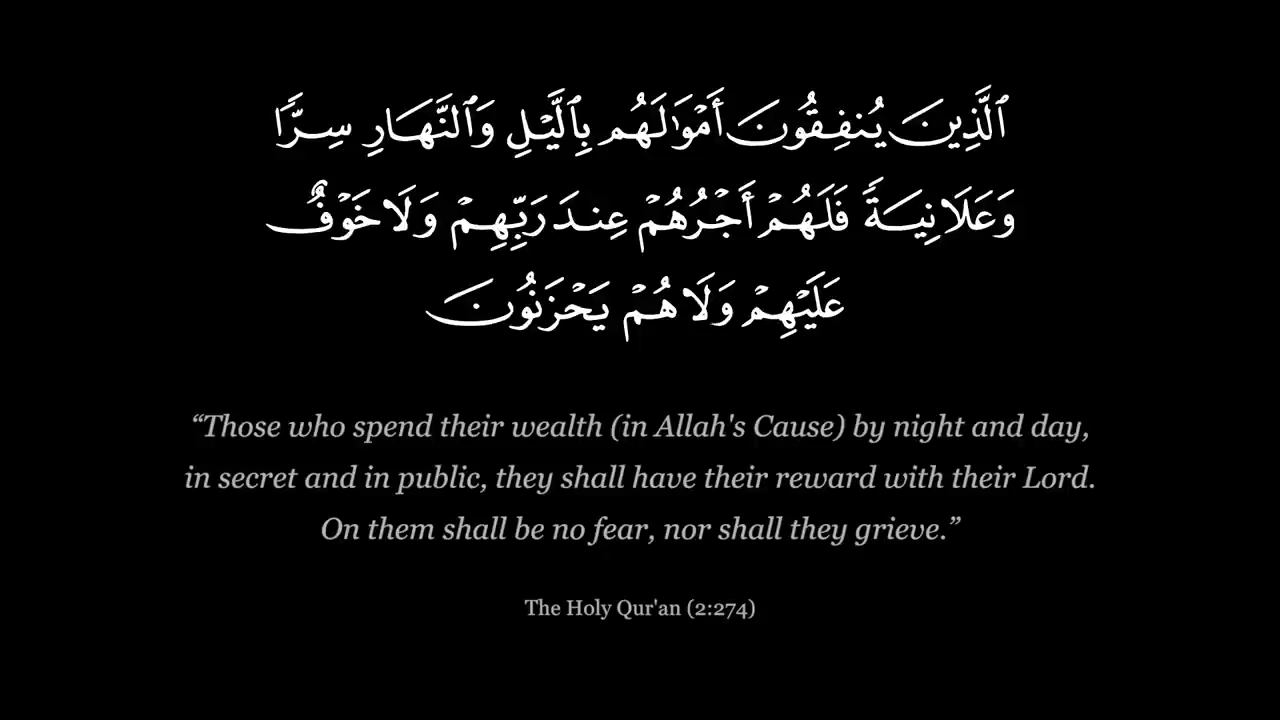 ٱلَّذِينَ يُنفِقُونَ أَمْوَٰلَهُم بِٱلَّيْلِ وَٱلنَّهَارِ سِرًّا
وَعَلَانِيَةً فَلَهُمْ أَجْرُهُمْ عِندَ رَبِّهِمْ وَلَا خَوْفٌ
عَلَيْهِمْ وَلَا هُمْ يَحْزَنُونَ
“Those who spend their wealth (in Allah's Cause) by night and day,
in secret and in public, they shall have their reward with their Lord.
On them shall be no fear, nor shall they grieve.”
The Holy Qur'an (2:274)